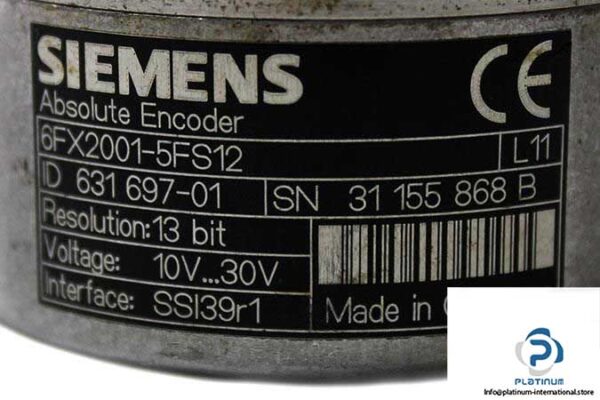 SIEMENS
CE
Absolute Encoder
6FX2001-5FS12 L11
ID 631 697-01 SN 31 155 868 B
Resolution: 13 bit
Voltage: 10V...30V
Interface: SSI39r1
Made in
PLATINUM
info@platinum-international.store